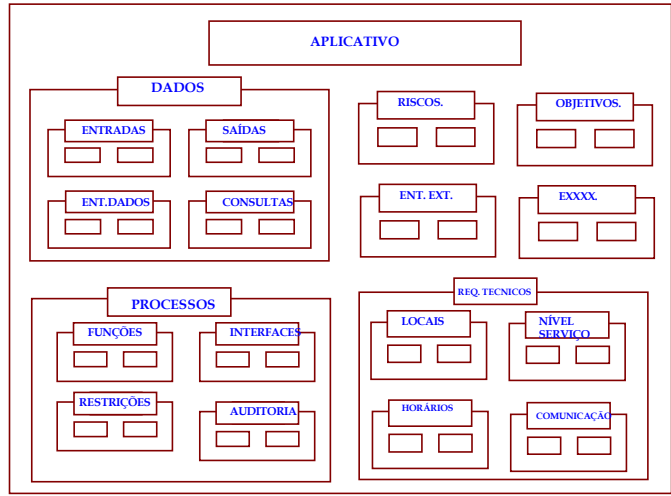 APLICATIVO
DADOS
ENTRADAS
SAÍDAS
ENT.DADOS
CONSULTAS
RISCOS.
OBJETIVOS.
ENT. EXT.
EXXXX.
PROCESSOS
FUNÇÕES
INTERFACES
RESTRIÇÕES
AUDITORIA
REQ. TECNICOS
LOCAIS
NÍVEL
SERVIÇO
HORÁRIOS
COMUNICAÇÃO